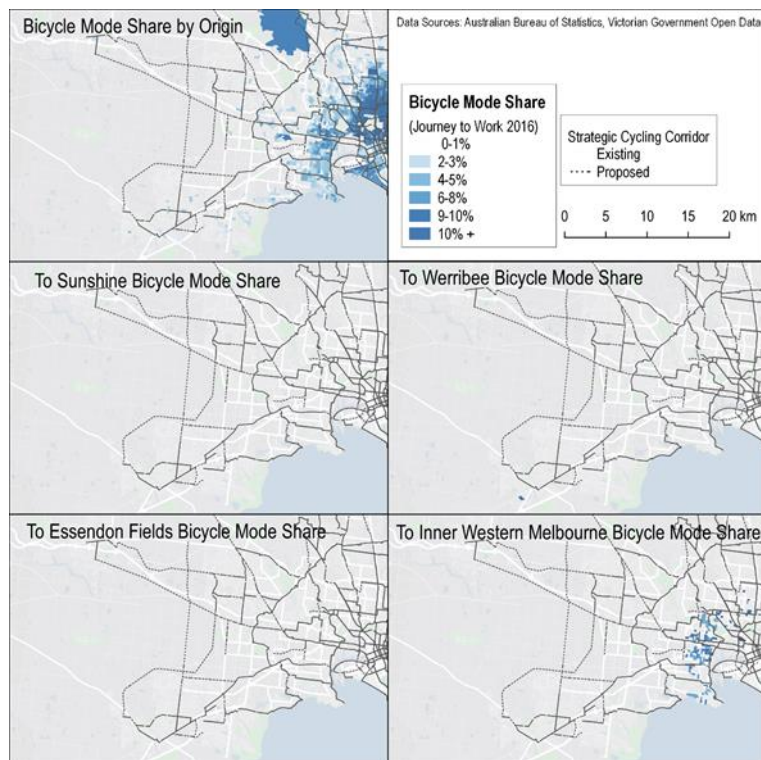 Bicycle Mode Share by Origin
Data Sources: Australian Bureau of Statistics, Victorian Government Open Data
Bicycle Mode Share
(Journey to Work 2016)
0-1%
2-3%
4-5%
6-8%
9-10%
10% +
Strategic Cycling Corridor
Existing
Proposed
0 5 10 20 km
To Sunshine Bicycle Mode Share
To Werribee Bicycle Mode Share
To Essendon Fields Bicycle Mode Share
To Inner Western Melbourne Bicycle Mode Share